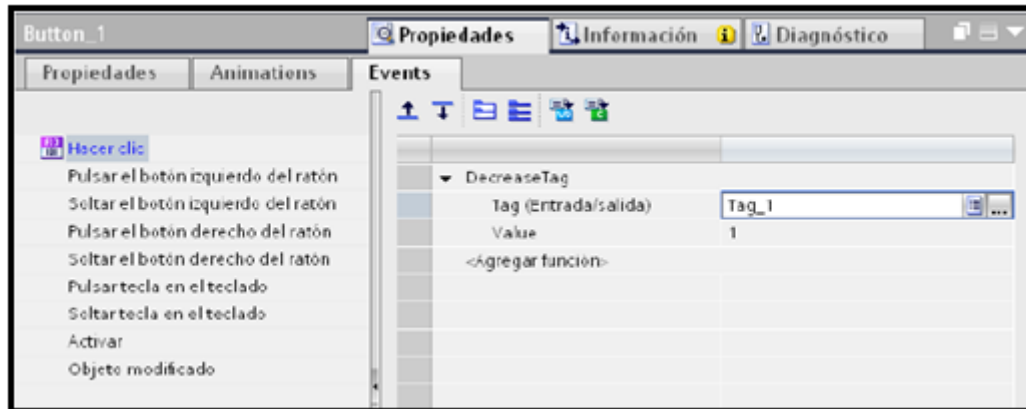 Button_1
Propiedades
Información
Diagnóstico
Propiedades
Animations
Events
Hacer clic
Pulsar el botón izquierdo del ratón
Soltar el botón izquierdo del ratón
Pulsar el botón derecho del ratón
Soltar el botón derecho del ratón
Pulsar tecla en el teclado
Soltar tecla en el teclado
Activar
Objeto modificado
DecreaseTag
Tag (Entrada/salida) Tag_1 ...
Value 1
<Agregar función>